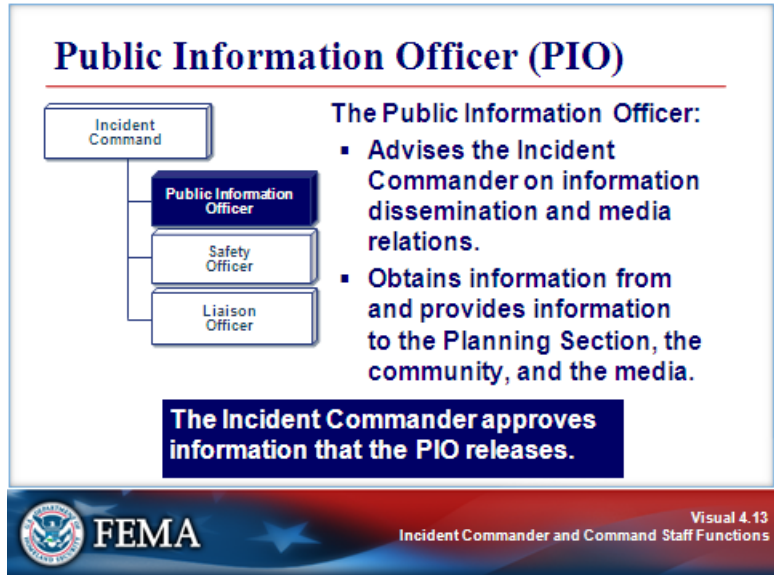 Public Information Officer (PIO)
Incident
Command
Public Information
Officer
Safety
Officer
Liaison
Officer
The Public Information Officer:
▪ Advises the Incident
Commander on information
dissemination and media
relations.
▪ Obtains information from
and provides information
to the Planning Section, the
community, and the media.
The Incident Commander approves
information that the PIO releases.
FEMA
Visual 4.13
Incident Commander and Command Staff Functions